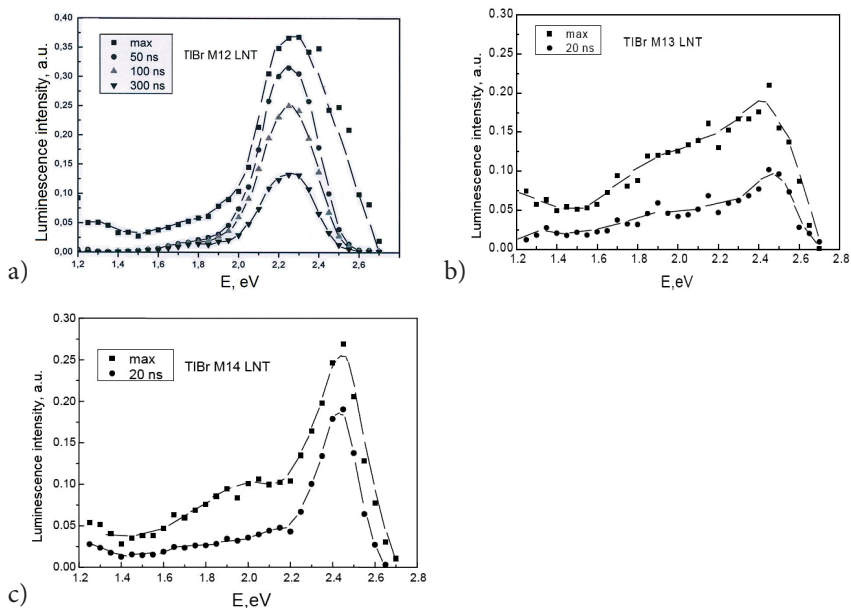 0,40
0,35
0,30
0,25
0,20
0,15
0,10
0,05
0,00
Luminescence intensity, a.u.
max
50 ns
100 ns
300 ns
TlBr M12 LNT
1,2 1,4 1,6 1,8 2,0 2,2 2,4 2,6 2,8
E, eV
a)
0.30
0.25
0.20
0.15
0.10
0.05
0.00
Luminescence intensity, a.u.
max
20 ns
TlBr M13 LNT
1.2 1.4 1.6 1.8 2.0 2.2 2.4 2.6 2.8
E,eV
b)
0.30
0.25
0.20
0.15
0.10
0.05
0.00
Luminescence intensity, a.u.
max
20 ns
TlBr M14 LNT
1.2 1.4 1.6 1.8 2.0 2.2 2.4 2.6 2.8
E,eV
c)